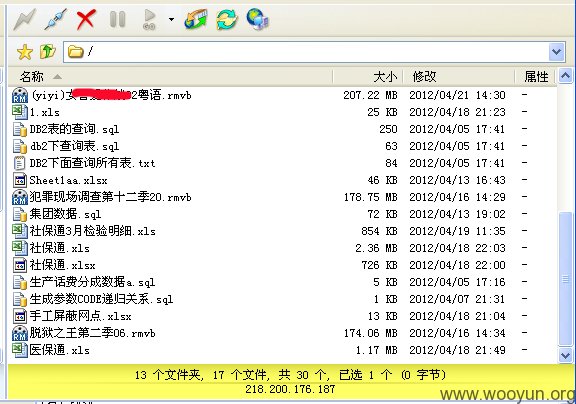 GO
/
名称 大小 修改 属性
(yiyi)女 2粤语.rmvb 207.22 MB 2012/04/21 14:30 -
1.xls 25 KB 2012/04/18 21:23 -
DB2表的查询.sql 250 2012/04/05 17:41 -
db2下查询表.sql 63 2012/04/05 17:41 -
DB2下面查询所有表.txt 84 2012/04/05 17:41 -
Sheet1aa.xlsx 46 KB 2012/04/13 16:43 -
犯罪现场调查第十二季20.rmvb 178.75 MB 2012/04/16 14:29 -
集团数据.sql 72 KB 2012/04/13 19:02 -
社保通3月检验明细.xls 854 KB 2012/04/19 11:35 -
社保通.xls 2.36 MB 2012/04/18 22:03 -
社保通.xlsx 726 KB 2012/04/18 22:00 -
生产话费分成数据a.sql 5 KB 2012/04/05 17:16 -
生成参数CODE递归关系.sql 1 KB 2012/04/07 21:31 -
手工屏蔽网点.xlsx 13 KB 2012/04/18 21:04 -
脱狱之王第二季06.rmvb 174.06 MB 2012/04/16 14:34 -
医保通.xls 1.17 MB 2012/04/18 21:49 -
13 个文件夹, 17 个文件, 共 30 个, 已选 1 个 (0 字节)
218.200.176.187
www.wooyun.org